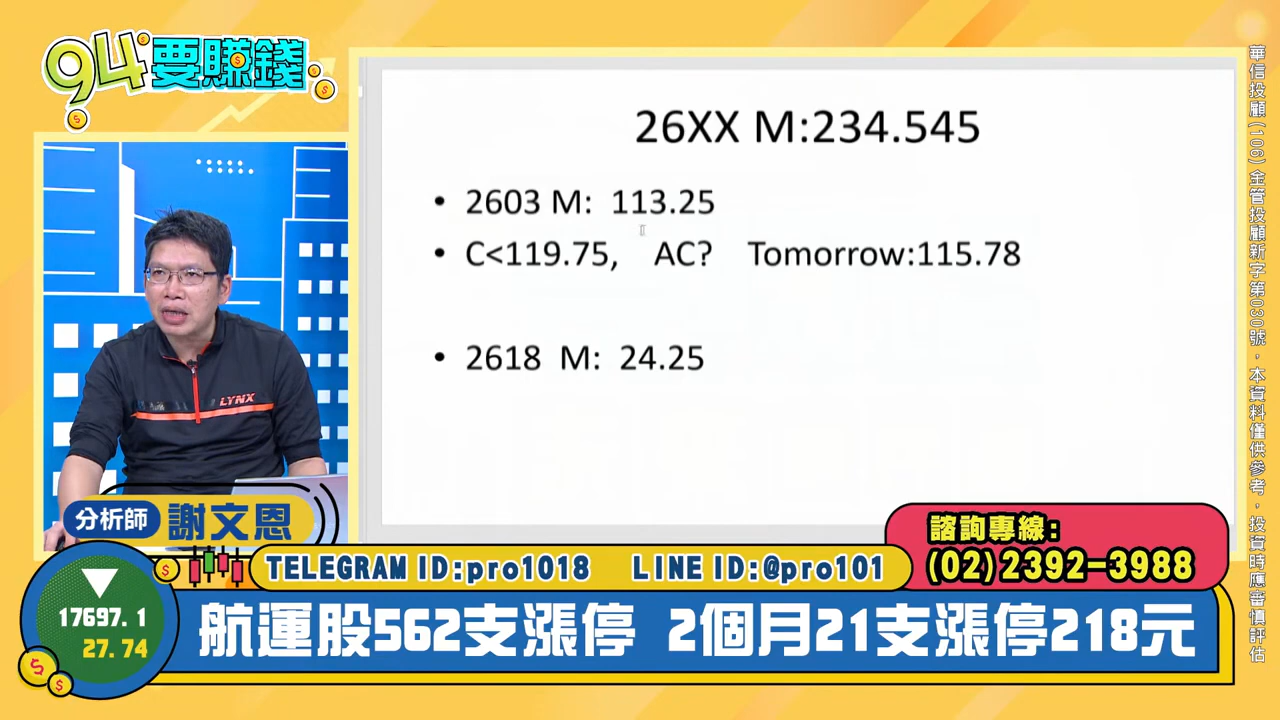 94要賺錢
26XX M:234.545
• 2603 M: 113.25
• C<119.75, AC? Tomorrow:115.78
• 2618 M: 24.25
LYNX
分析師 謝文恩
諮詢專線:
(02)2392-3988
TELEGRAM ID:pro1018 LINE ID:@pro101
17697.1
27.74
航運股562支漲停 2個月21支漲停218元
華信投顧(106)金管投顧新字第030號，本資料僅供參考，投資時應審慎評估